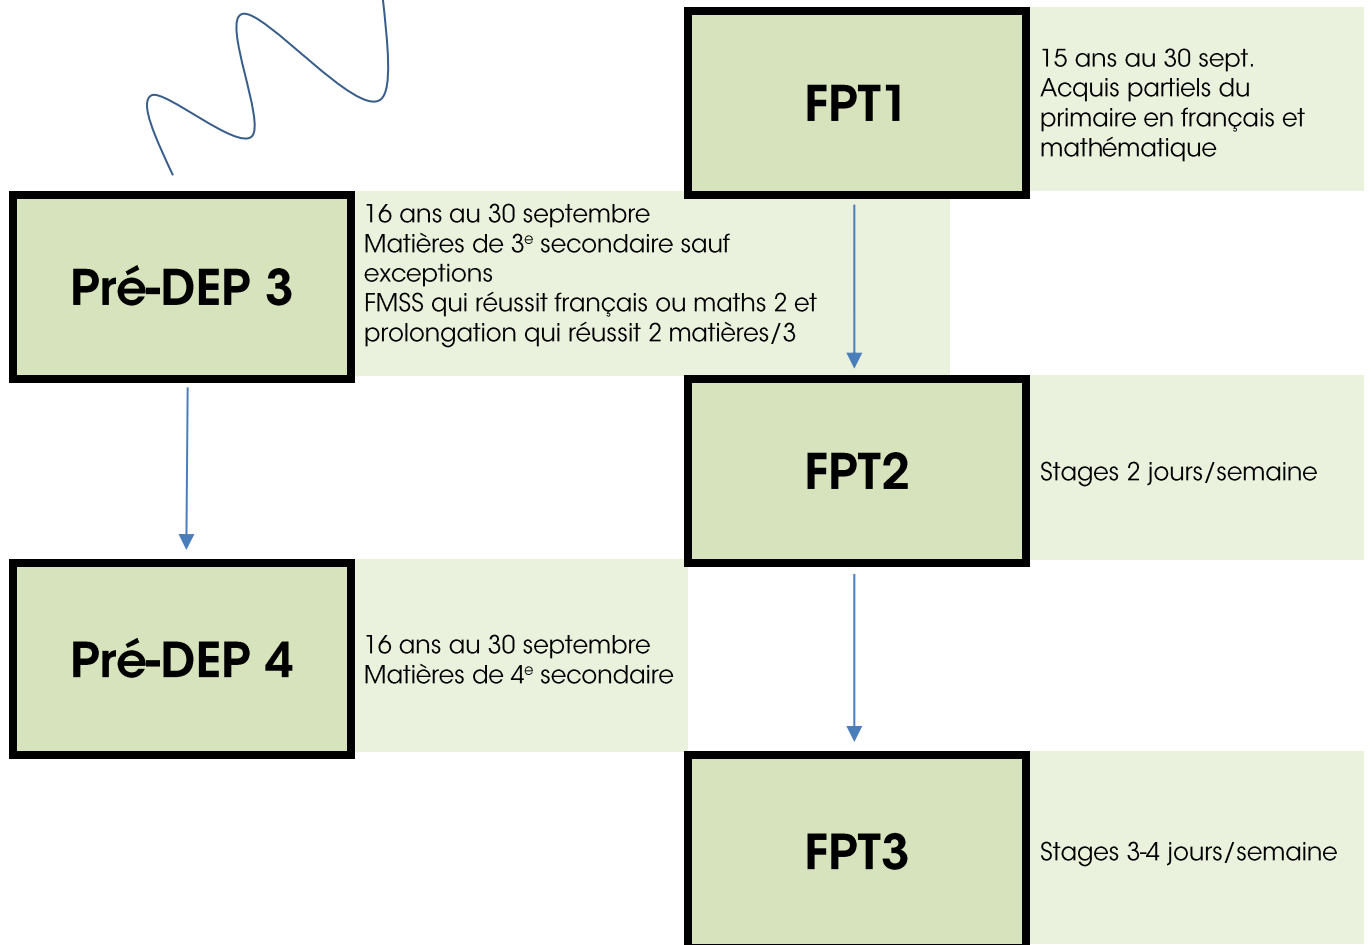 FPT1
15 ans au 30 sept.
Acquis partiels du
primaire en français et
mathématique
Pré-DEP 3
16 ans au 30 septembre
Matières de 3ᵉ secondaire sauf
exceptions
FMSS qui réussit français ou maths 2 et
prolongation qui réussit 2 matières/3
FPT2
Stages 2 jours/semaine
Pré-DEP 4
16 ans au 30 septembre
Matières de 4ᵉ secondaire
FPT3
Stages 3-4 jours/semaine